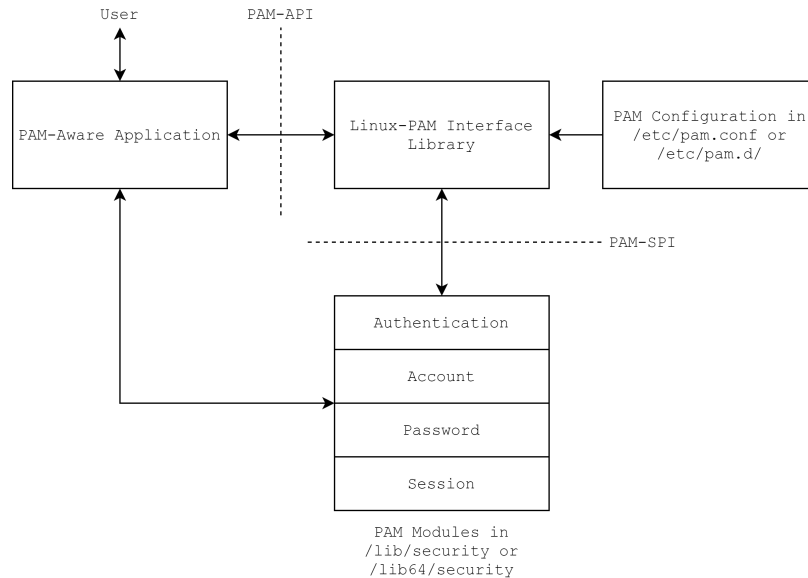 User
PAM-API
PAM-Aware Application
Linux-PAM Interface
Library
PAM Configuration in
/etc/pam.conf or
/etc/pam.d/
PAM-SPI
Authentication
Account
Password
Session
PAM Modules in
/lib/security or
/lib64/security